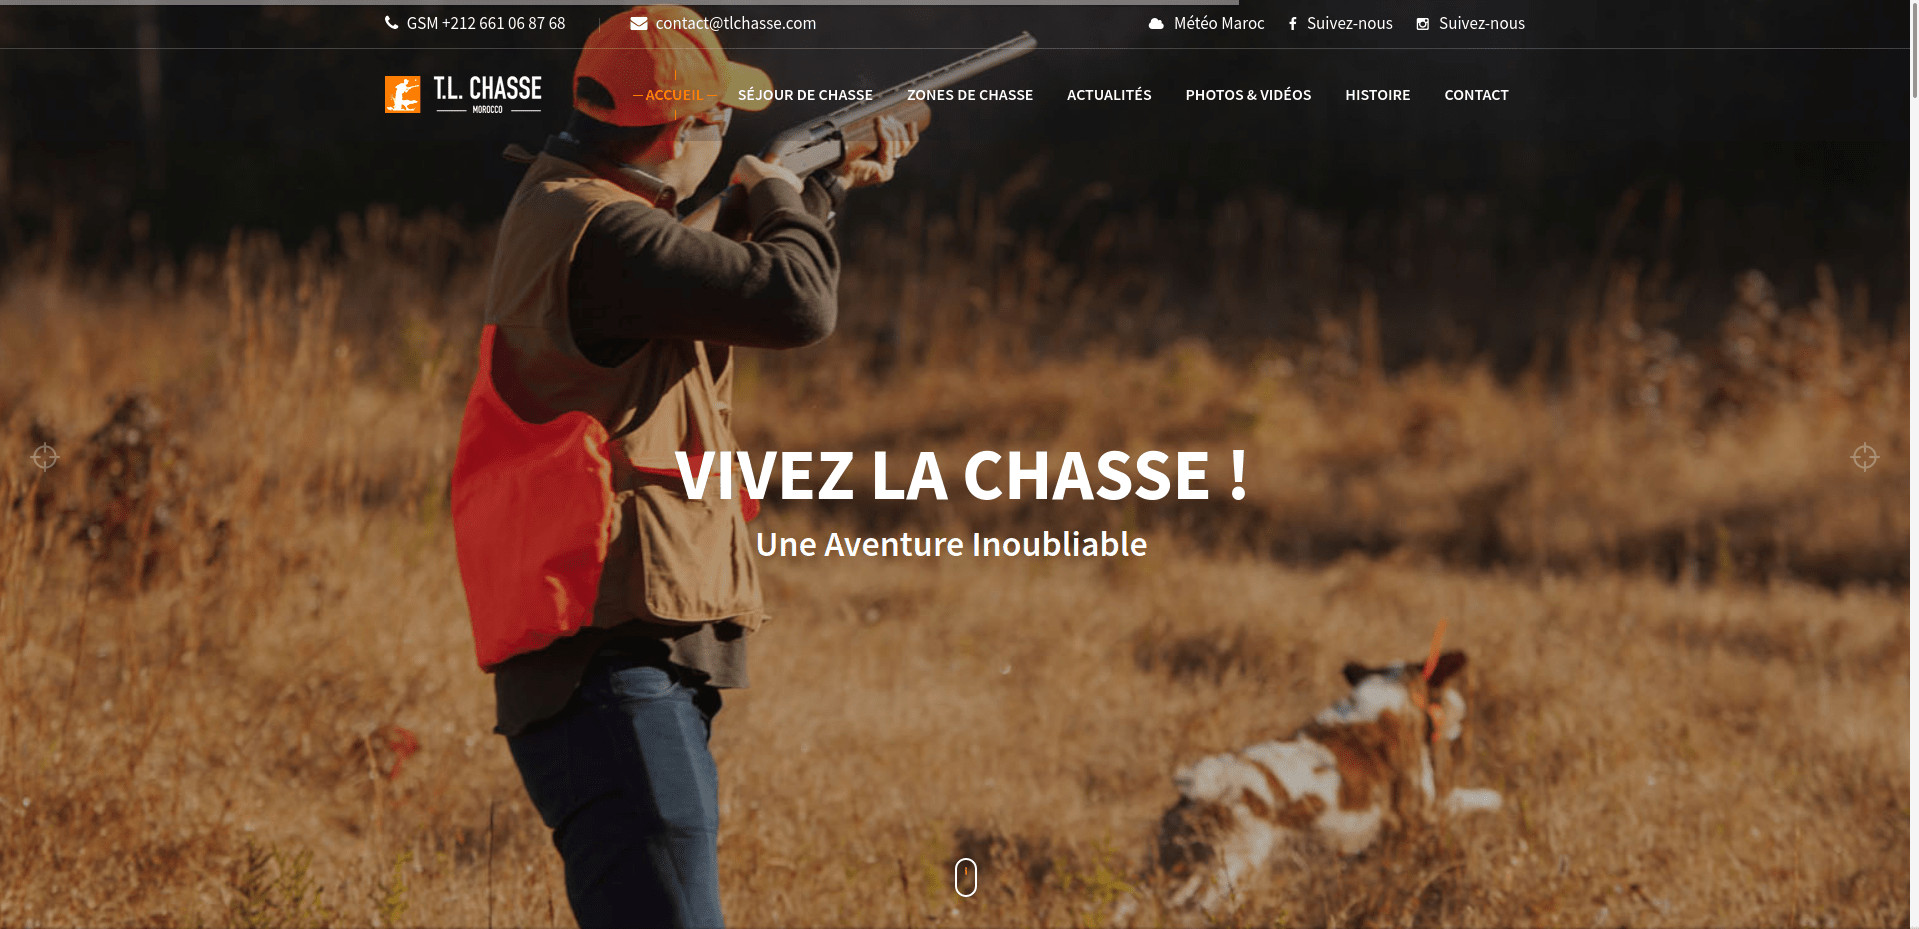 GSM +212 661 06 87 68
contact@tlchasse.com
Météo Maroc
Suivez-nous
Suivez-nous
T.L. CHASSE
MOROCCO
ACCUEIL
SÉJOUR DE CHASSE
ZONES DE CHASSE
ACTUALITÉS
PHOTOS & VIDÉOS
HISTOIRE
CONTACT
VIVEZ LA CHASSE !
Une Aventure Inoubliable